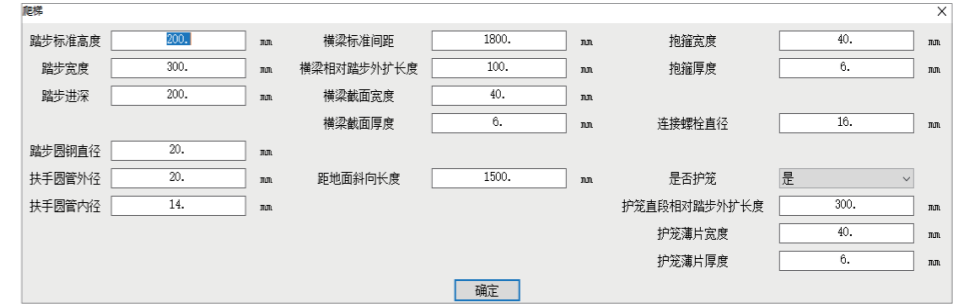 爬梯
踏步标准高度 200. mm 横梁标准间距 1800. mm 抱箍宽度 40. mm
踏步宽度 300. mm 横梁相对踏步外扩长度 100. mm 抱箍厚度 6. mm
踏步进深 200. mm 横梁截面宽度 40. mm
横梁截面厚度 6. mm 连接螺栓直径 16. mm
踏步圆钢直径 20. mm
扶手圆管外径 20. mm 距地面斜向长度 1500. mm 是否护笼 是
扶手圆管内径 14. mm 护笼直段相对踏步外扩长度 300. mm
护笼薄片宽度 40. mm
护笼薄片厚度 6. mm
确定